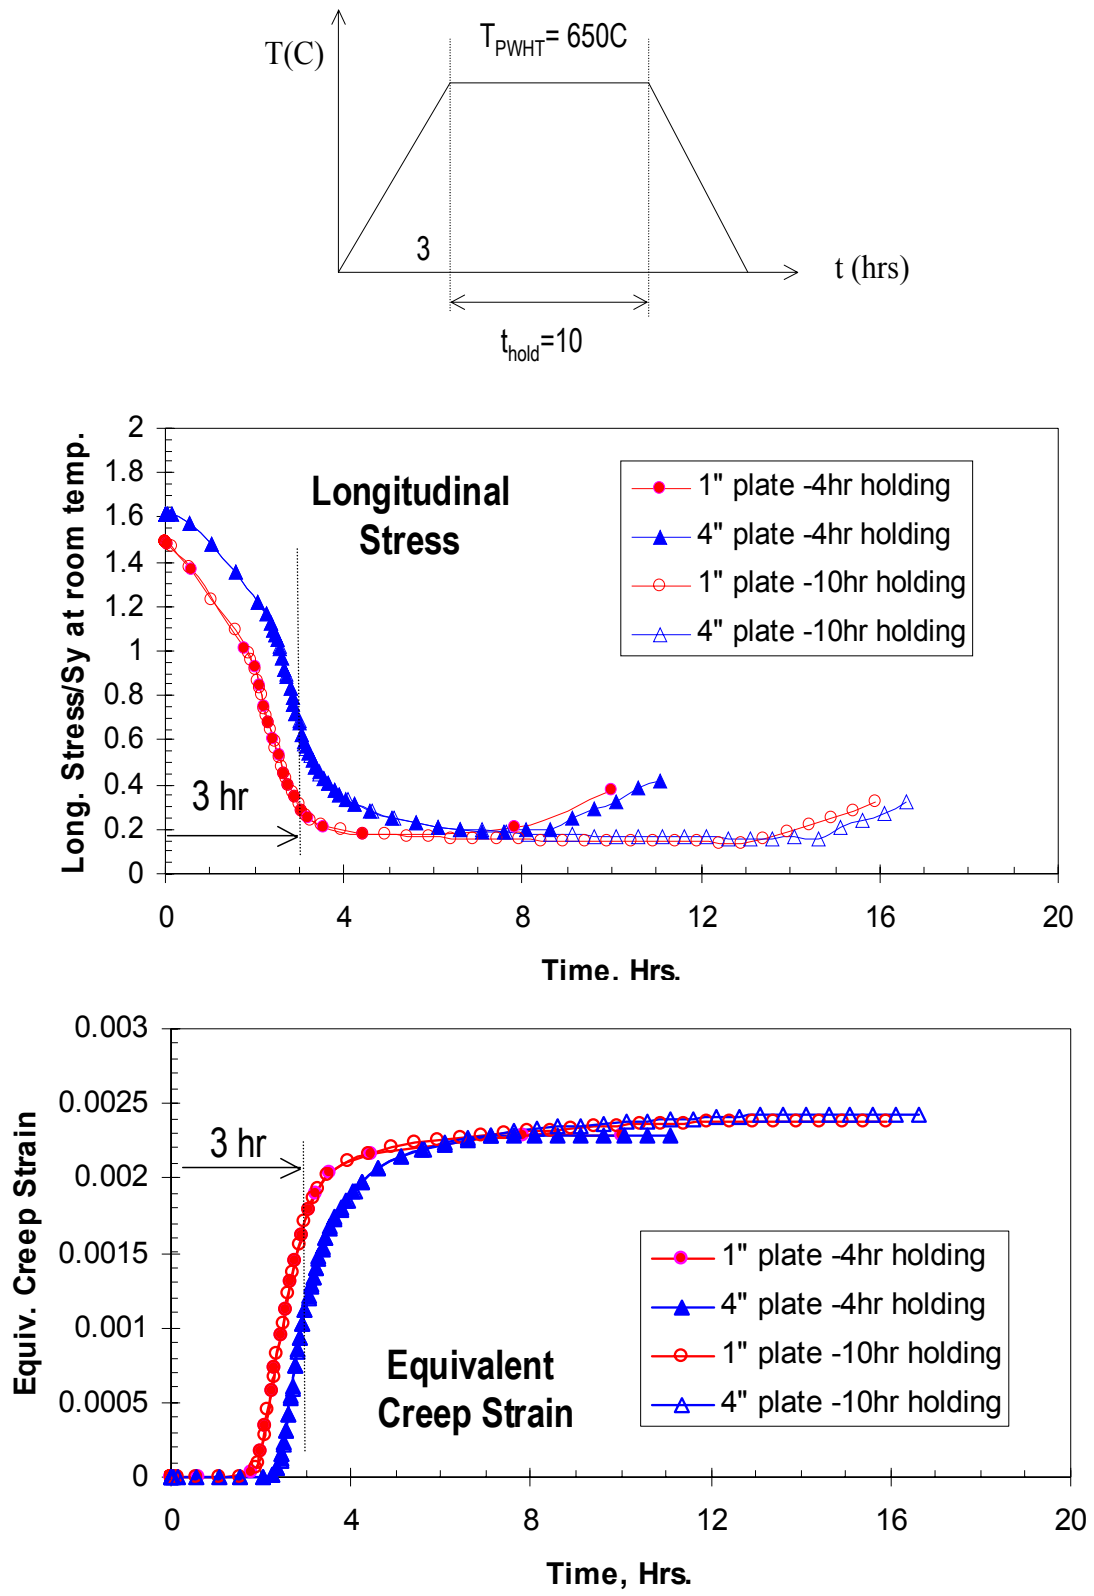 T(C)
T_PWHT = 650C
3
t (hrs)
t_hold=10
Long. Stress/Sy at room temp.
2
1.8
1.6
1.4
1.2
1
0.8
0.6
0.4
0.2
0
Longitudinal
Stress
1" plate -4hr holding
4" plate -4hr holding
1" plate -10hr holding
4" plate -10hr holding
3 hr
0 4 8 12 16 20
Time, Hrs.
Equiv. Creep Strain
0.003
0.0025
0.002
0.0015
0.001
0.0005
0
3 hr
1" plate -4hr holding
4" plate -4hr holding
1" plate -10hr holding
4" plate -10hr holding
Equivalent
Creep Strain
0 4 8 12 16 20
Time, Hrs.